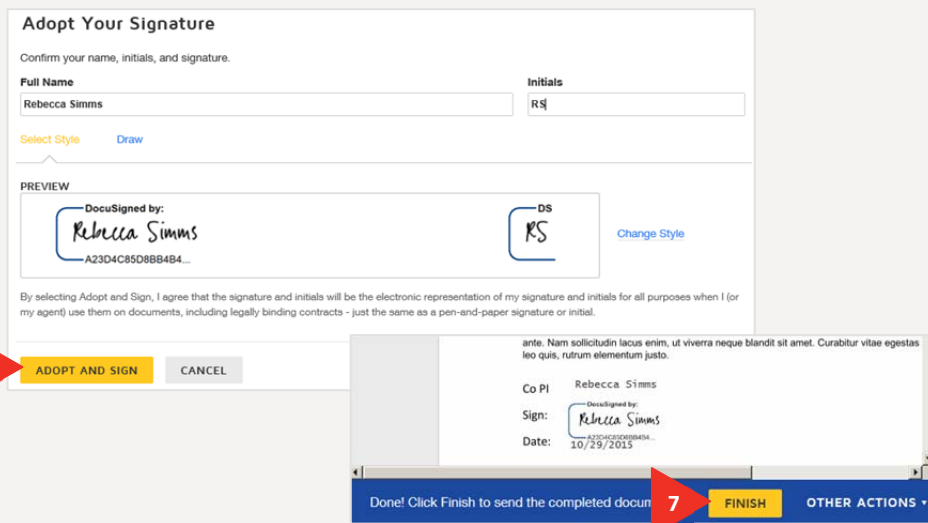 Adopt Your Signature
Confirm your name, initials, and signature.
Full Name Initials
Rebecca Simms RS
Select Style Draw
PREVIEW
DocuSigned by: DS
Rebecca Simms RS
Change Style
A23D4C85D8BB4B4...
By selecting Adopt and Sign, I agree that the signature and initials will be the electronic representation of my signature and initials for all purposes when I (or
my agent) use them on documents, including legally binding contracts - just the same as a pen-and-paper signature or initial.
ADOPT AND SIGN CANCEL
ante. Nam sollicitudin lacus enim, ut viverra neque blandit sit amet. Curabitur vitae egestas
leo quis, rutrum elementum justo.
Co PI Rebecca Simms
DocuSigned by:
Sign: Rebecca Simms
A23D4C85D8BB4B4...
Date: 10/29/2015
Done! Click Finish to send the completed docum 7 FINISH OTHER ACTIONS